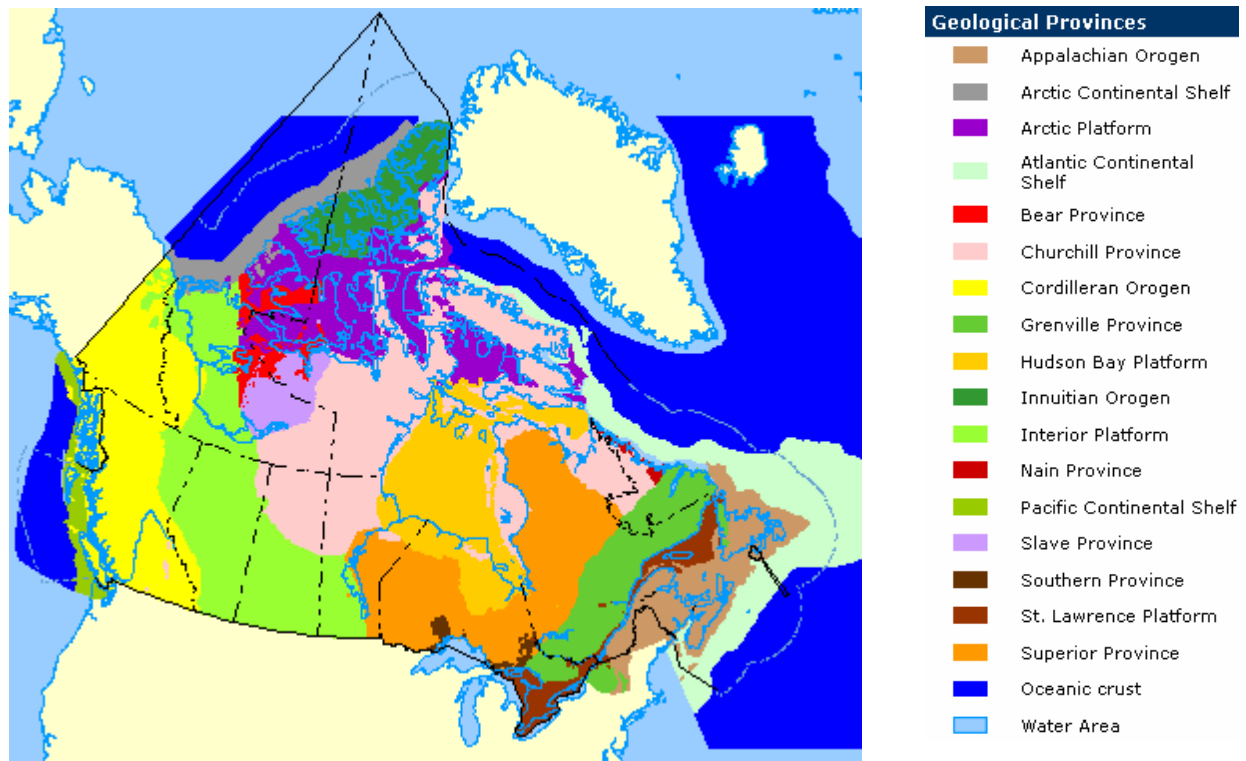 Geological Provinces
Appalachian Orogen
Arctic Continental Shelf
Arctic Platform
Atlantic Continental
Shelf
Bear Province
Churchill Province
Cordilleran Orogen
Grenville Province
Hudson Bay Platform
Innuitian Orogen
Interior Platform
Nain Province
Pacific Continental Shelf
Slave Province
Southern Province
St. Lawrence Platform
Superior Province
Oceanic crust
Water Area